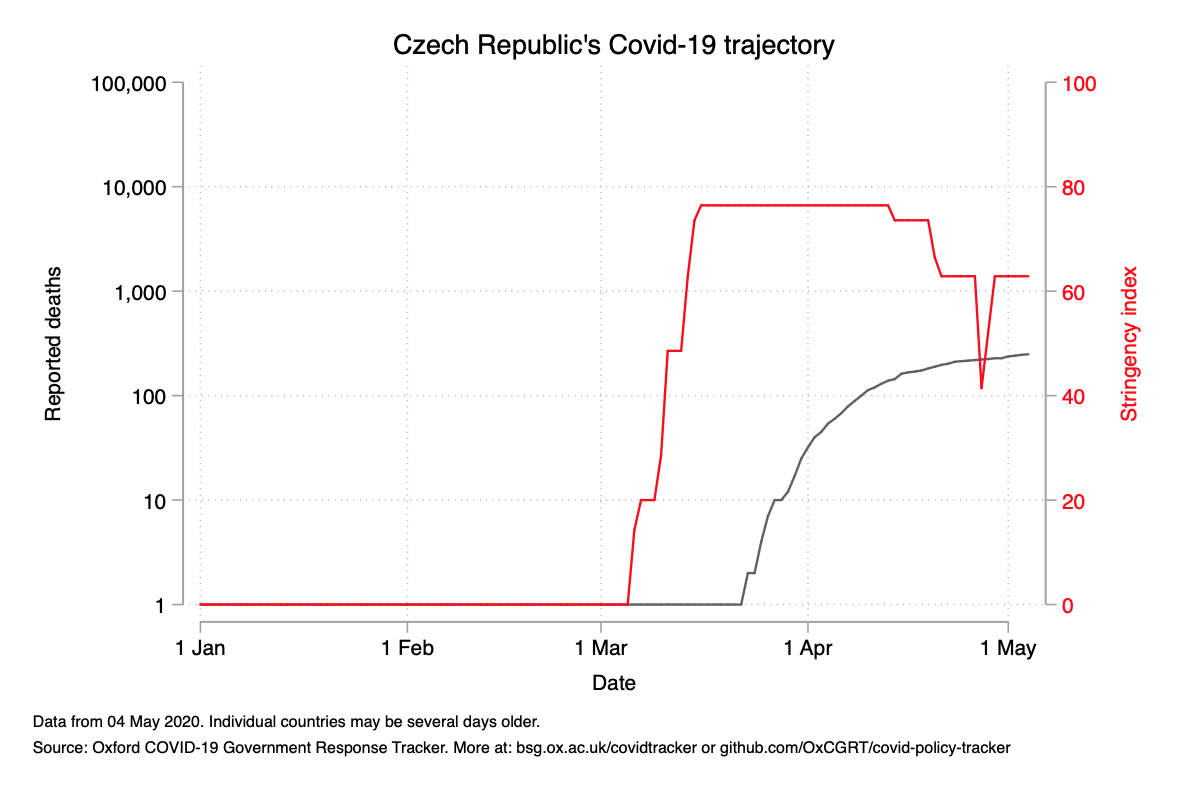 Czech Republic's Covid-19 trajectory
100,000
10,000
1,000
100
10
1
Reported deaths
100
80
60
40
20
0
Stringency index
1 Jan
1 Feb
1 Mar
1 Apr
1 May
Date
Data from 04 May 2020. Individual countries may be several days older.
Source: Oxford COVID-19 Government Response Tracker. More at: bsg.ox.ac.uk/covidtracker or github.com/OxCGRT/covid-policy-tracker